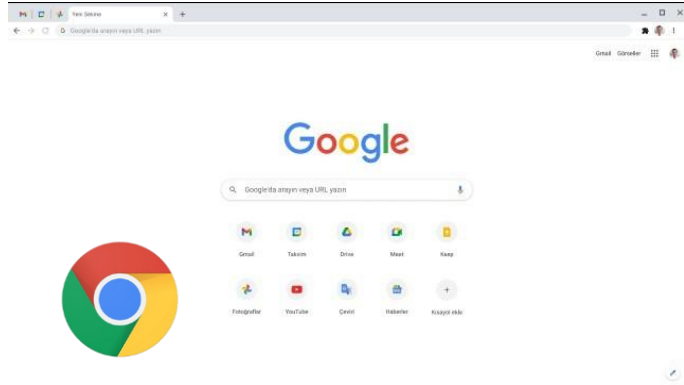 Yeni Sekme
Google'da arayın veya URL yazın
Gmail Görseller
Google
Google'da arayın veya URL yazın
Gmail Takvim Drive Meet Keep
Fotoğraflar YouTube Çeviri Haberler Kısayol ekle